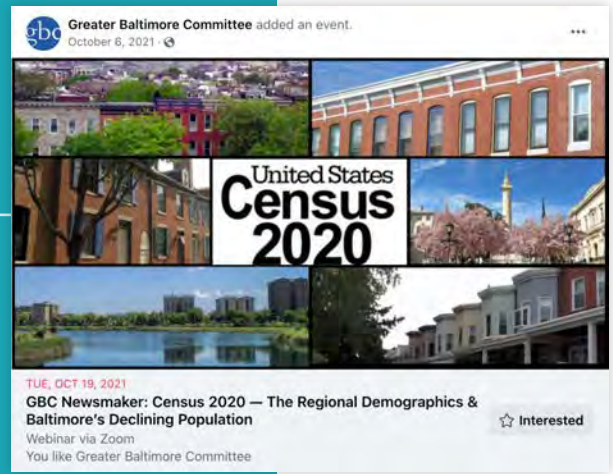 gbc
Greater Baltimore Committee added an event.
October 6, 2021 ·
United States
Census
2020
TUE, OCT 19, 2021
GBC Newsmaker: Census 2020 — The Regional Demographics &
Baltimore's Declining Population
Interested
Webinar via Zoom
You like Greater Baltimore Committee